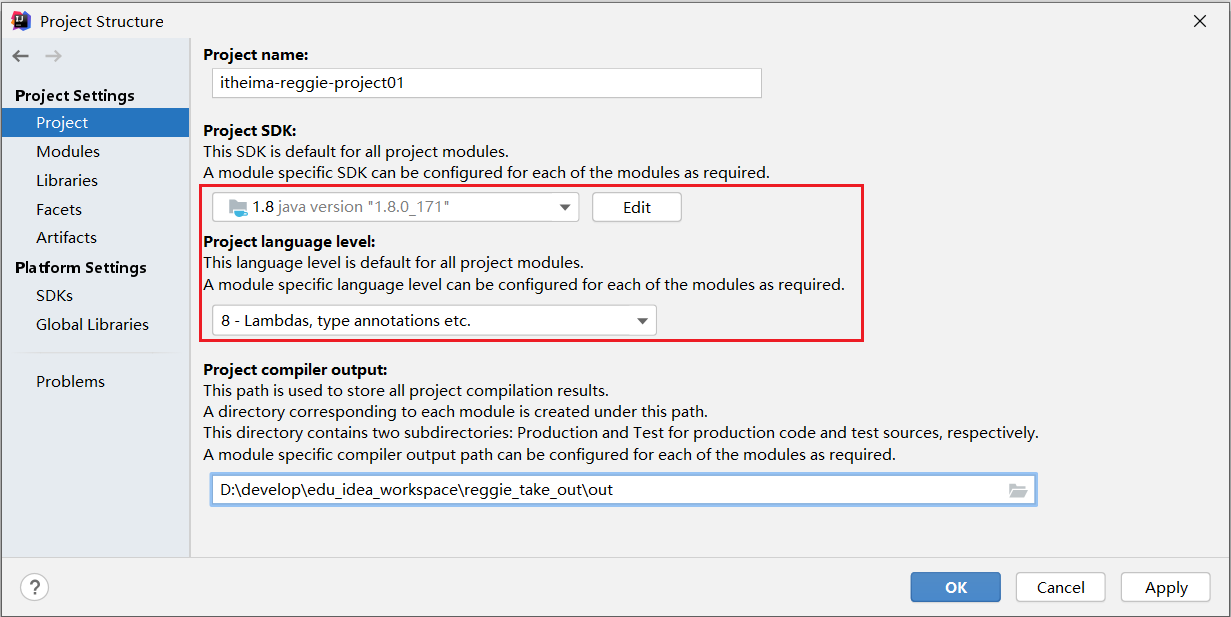 Project Structure
Project Settings
Project
Modules
Libraries
Facets
Artifacts
Platform Settings
SDKs
Global Libraries
Problems
Project name:
itheima-reggie-project01
Project SDK:
This SDK is default for all project modules.
A module specific SDK can be configured for each of the modules as required.
1.8 java version "1.8.0_171"
Edit
Project language level:
This language level is default for all project modules.
A module specific language level can be configured for each of the modules as required.
8 - Lambdas, type annotations etc.
Project compiler output:
This path is used to store all project compilation results.
A directory corresponding to each module is created under this path.
This directory contains two subdirectories: Production and Test for production code and test sources, respectively.
A module specific compiler output path can be configured for each of the modules as required.
D:\develop\edu_idea_workspace\reggie_take_out\out
?
OK
Cancel
Apply